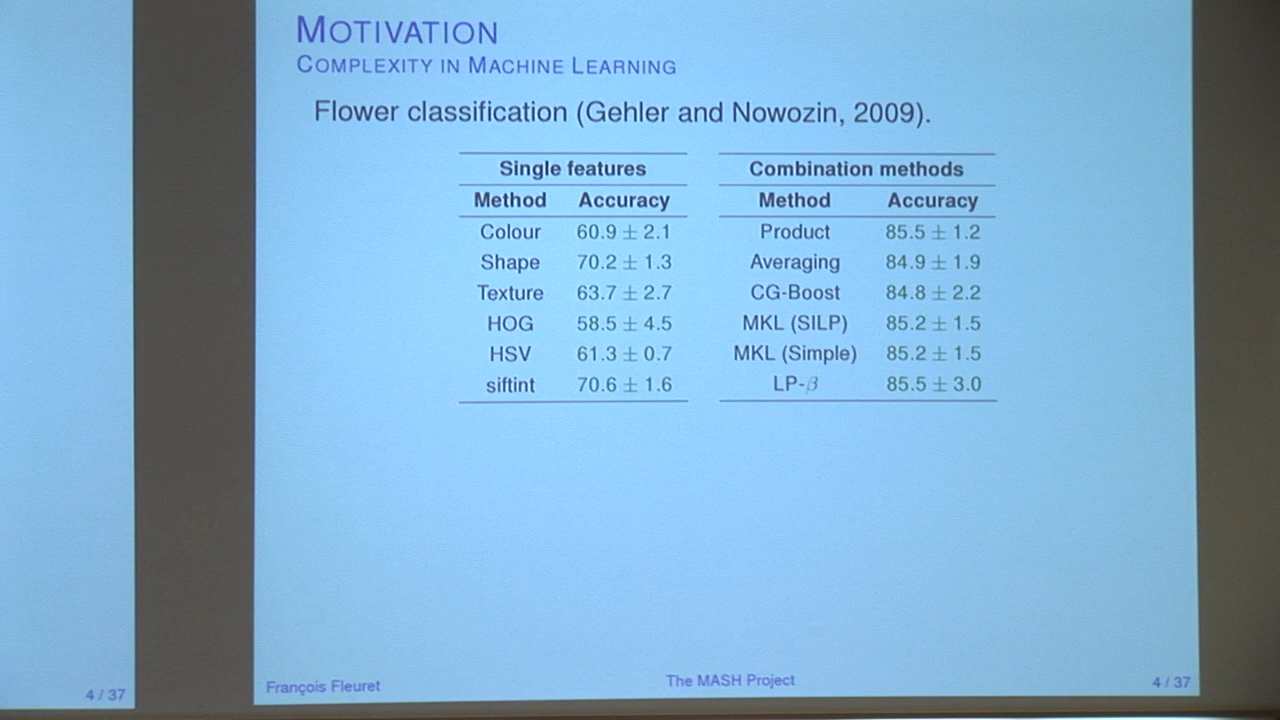 MOTIVATION
COMPLEXITY IN MACHINE LEARNING
Flower classification (Gehler and Nowozin, 2009).
Single features
Method Accuracy
Colour 60.9 ± 2.1
Shape 70.2 ± 1.3
Texture 63.7 ± 2.7
HOG 58.5 ± 4.5
HSV 61.3 ± 0.7
siftint 70.6 ± 1.6
Combination methods
Method Accuracy
Product 85.5 ± 1.2
Averaging 84.9 ± 1.9
CG-Boost 84.8 ± 2.2
MKL (SILP) 85.2 ± 1.5
MKL (Simple) 85.2 ± 1.5
LP-β 85.5 ± 3.0
4 / 37
François Fleuret
The MASH Project
4 / 37